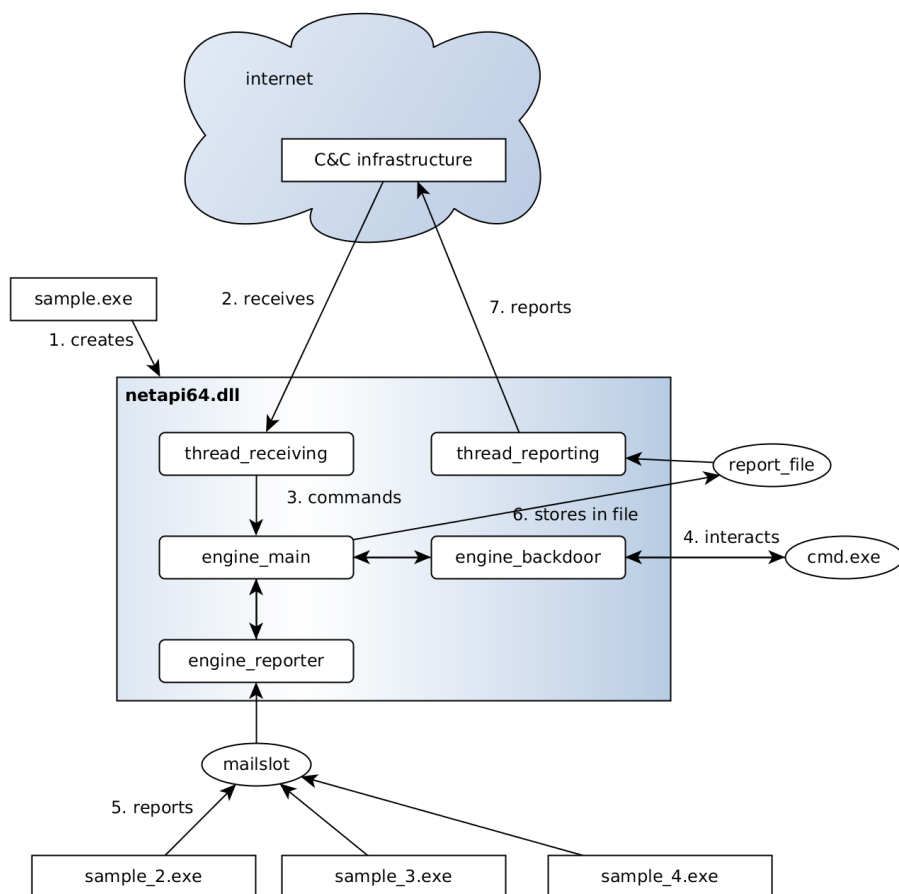 internet
C&C infrastructure
sample.exe
2. receives
7. reports
1. creates
netapi64.dll
thread_receiving
thread_reporting
report_file
3. commands
6. stores in file
engine_main
engine_backdoor
4. interacts
cmd.exe
engine_reporter
mailslot
5. reports
sample_2.exe
sample_3.exe
sample_4.exe